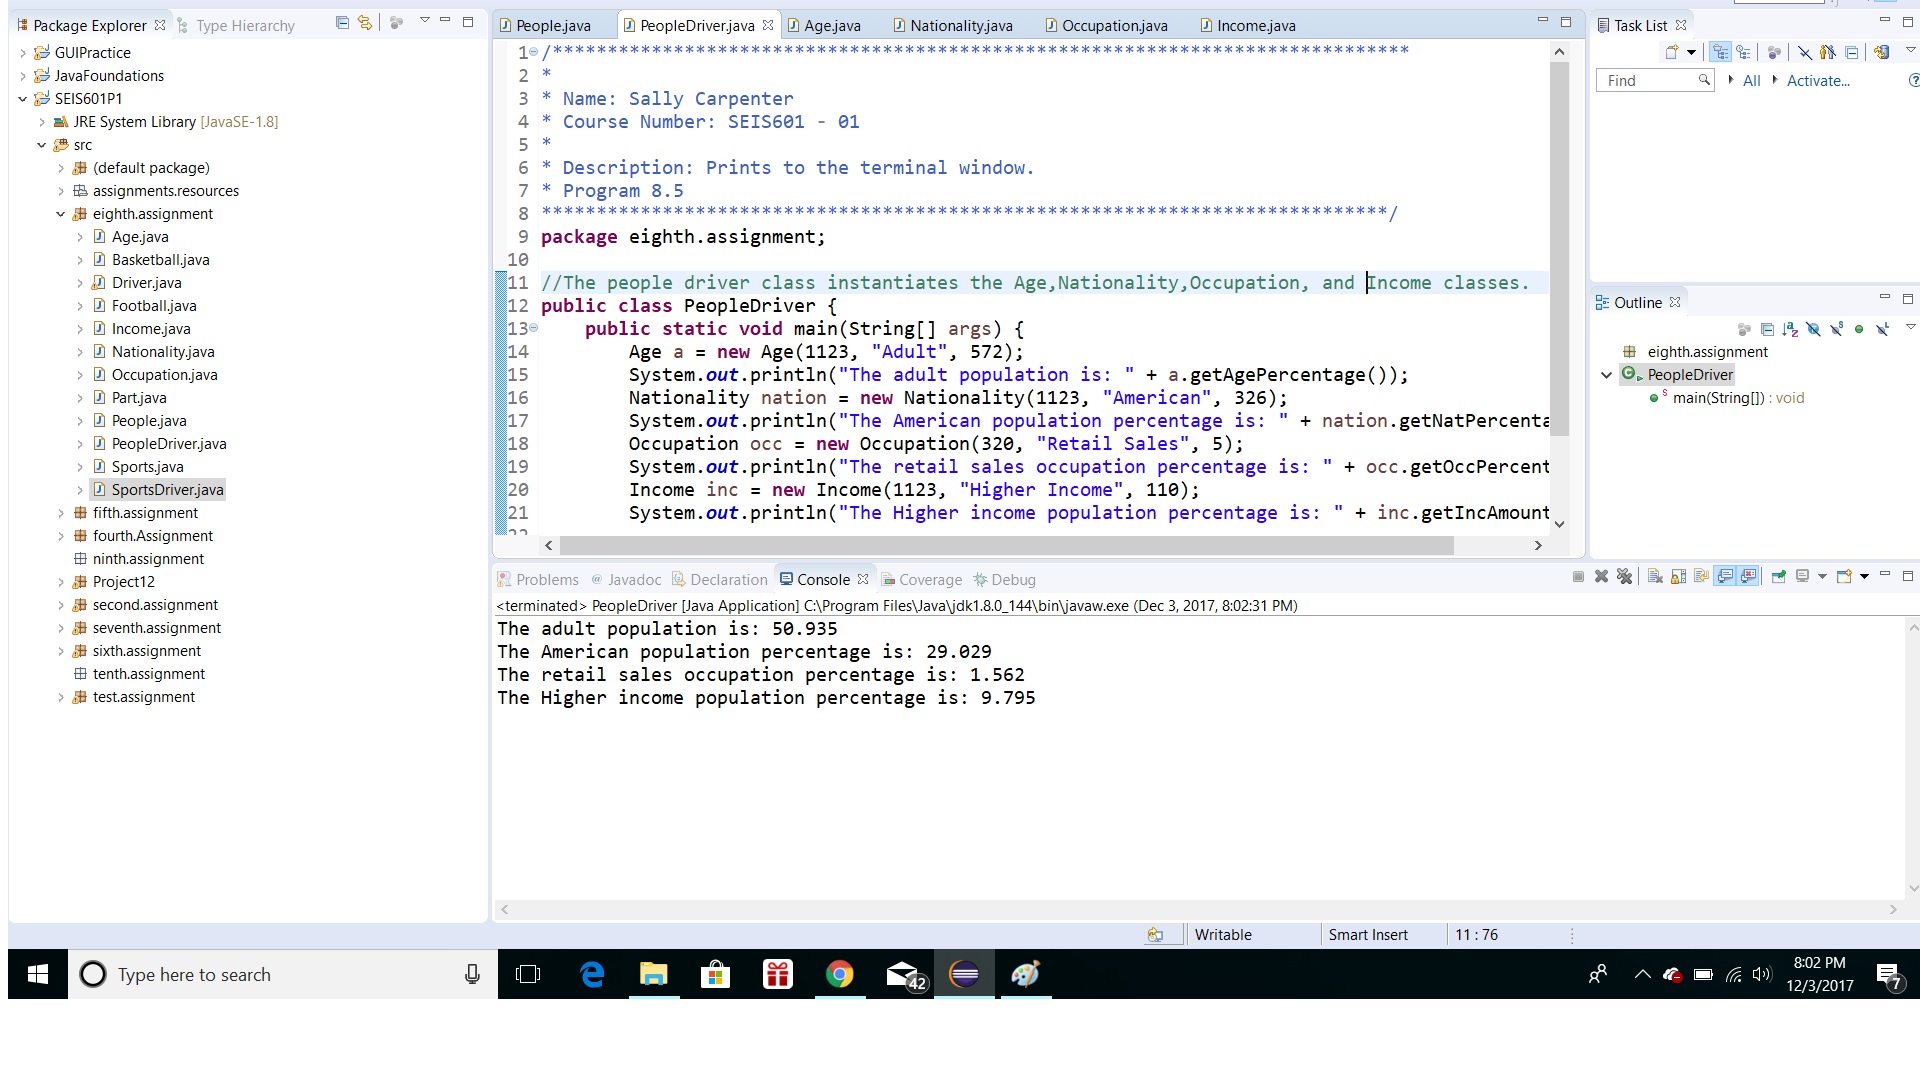 Package Explorer
Type Hierarchy
GUIPractice
JavaFoundations
SEIS601P1
JRE System Library [JavaSE-1.8]
src
(default package)
assignments.resources
eighth.assignment
Age.java
Basketball.java
Driver.java
Football.java
Income.java
Nationality.java
Occupation.java
Part.java
People.java
PeopleDriver.java
Sports.java
SportsDriver.java
fifth.assignment
fourth.Assignment
ninth.assignment
Project12
second.assignment
seventh.assignment
sixth.assignment
tenth.assignment
test.assignment
People.java PeopleDriver.java Age.java Nationality.java Occupation.java Income.java
1 /******************************************************************************
2 *
3 * Name: Sally Carpenter
4 * Course Number: SEIS601 - 01
5 *
6 * Description: Prints to the terminal window.
7 * Program 8.5
8 *****************************************************************************/
9 package eighth.assignment;
10
11 //The people driver class instantiates the Age,Nationality,Occupation, and Income classes.
12 public class PeopleDriver {
13 public static void main(String[] args) {
14 Age a = new Age(1123, "Adult", 572);
15 System.out.println("The adult population is: " + a.getAgePercentage());
16 Nationality nation = new Nationality(1123, "American", 326);
17 System.out.println("The American population percentage is: " + nation.getNatPercenta
18 Occupation occ = new Occupation(320, "Retail Sales", 5);
19 System.out.println("The retail sales occupation percentage is: " + occ.getOccPercent
20 Income inc = new Income(1123, "Higher Income", 110);
21 System.out.println("The Higher income population percentage is: " + inc.getIncAmount
Task List
Find
All
Activate...
Outline
eighth.assignment
PeopleDriver
main(String[]) : void
Problems @ Javadoc Declaration Console Coverage Debug
<terminated> PeopleDriver [Java Application] C:\Program Files\Java\jdk1.8.0_144\bin\javaw.exe (Dec 3, 2017, 8:02:31 PM)
The adult population is: 50.935
The American population percentage is: 29.029
The retail sales occupation percentage is: 1.562
The Higher income population percentage is: 9.795
Writable
Smart Insert
11 : 76
Type here to search
42
8:02 PM
12/3/2017
7